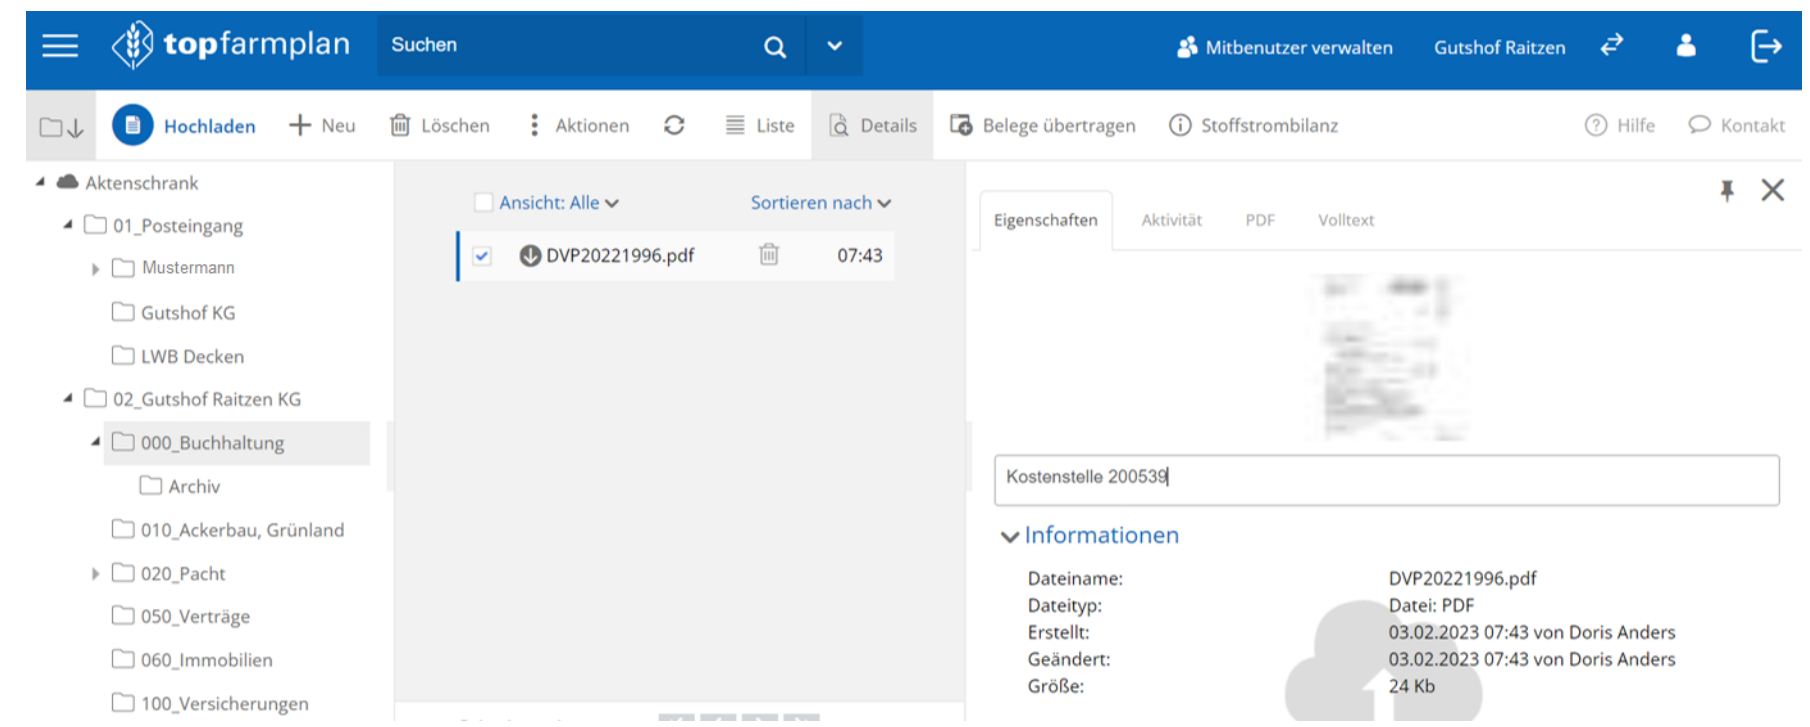 topfarmplan Suchen Mitbenutzer verwalten Gutshof Raitzen
Hochladen Neu Löschen Aktionen Liste Details Belege übertragen Stoffstrombilanz Hilfe Kontakt
Aktenschrank
01_Posteingang
Mustermann
Gutshof KG
LWB Decken
02_Gutshof Raitzen KG
000_Buchhaltung
Archiv
010_Ackerbau, Grünland
020_Pacht
050_Verträge
060_Immobilien
100_Versicherungen
Ansicht: Alle Sortieren nach
DVP20221996.pdf 07:43
Eigenschaften Aktivität PDF Volltext
Kostenstelle 200539
Informationen
Dateiname: DVP20221996.pdf
Dateityp: Datei: PDF
Erstellt: 03.02.2023 07:43 von Doris Anders
Geändert: 03.02.2023 07:43 von Doris Anders
Größe: 24 Kb